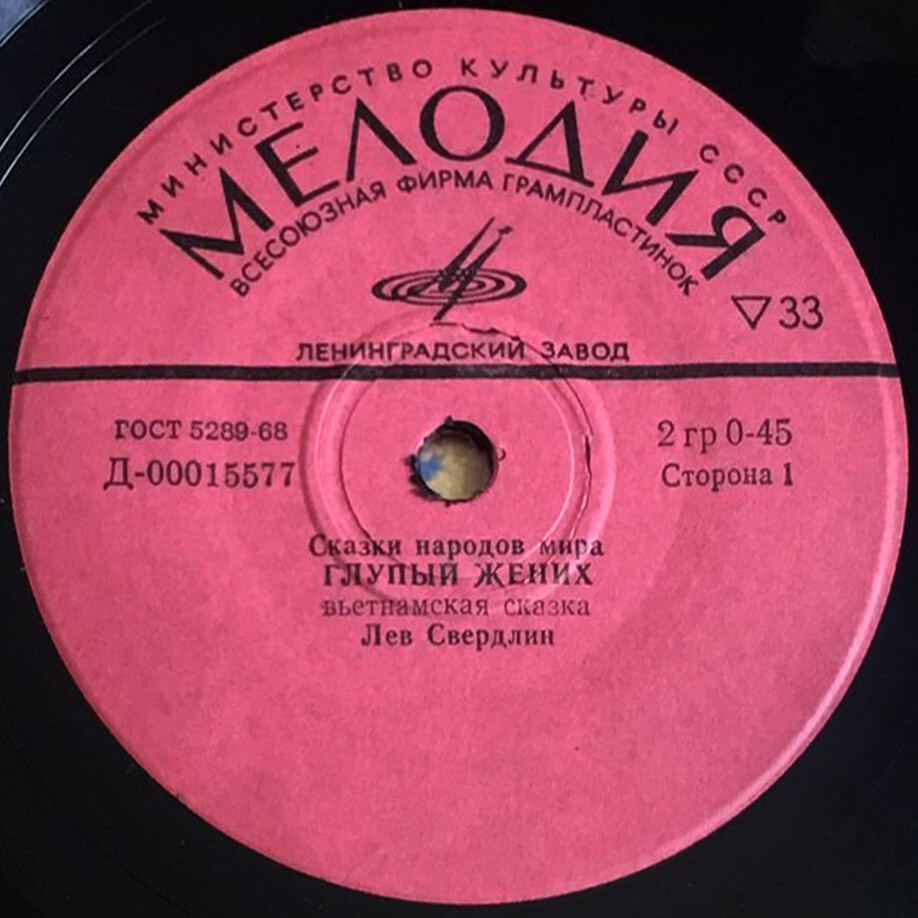 МИНИСТЕРСТВО КУЛЬТУРЫ СССР
МЕЛОДИЯ
ВСЕСОЮЗНАЯ ФИРМА ГРАМПЛАСТИНОК
▽33
ЛЕНИНГРАДСКИЙ ЗАВОД
ГОСТ 5289-68
Д-00015577
2 гр 0-45
Сторона 1
Сказки народов мира
ГЛУПЫЙ ЖЕНИХ
вьетнамская сказка
Лев Свердлин